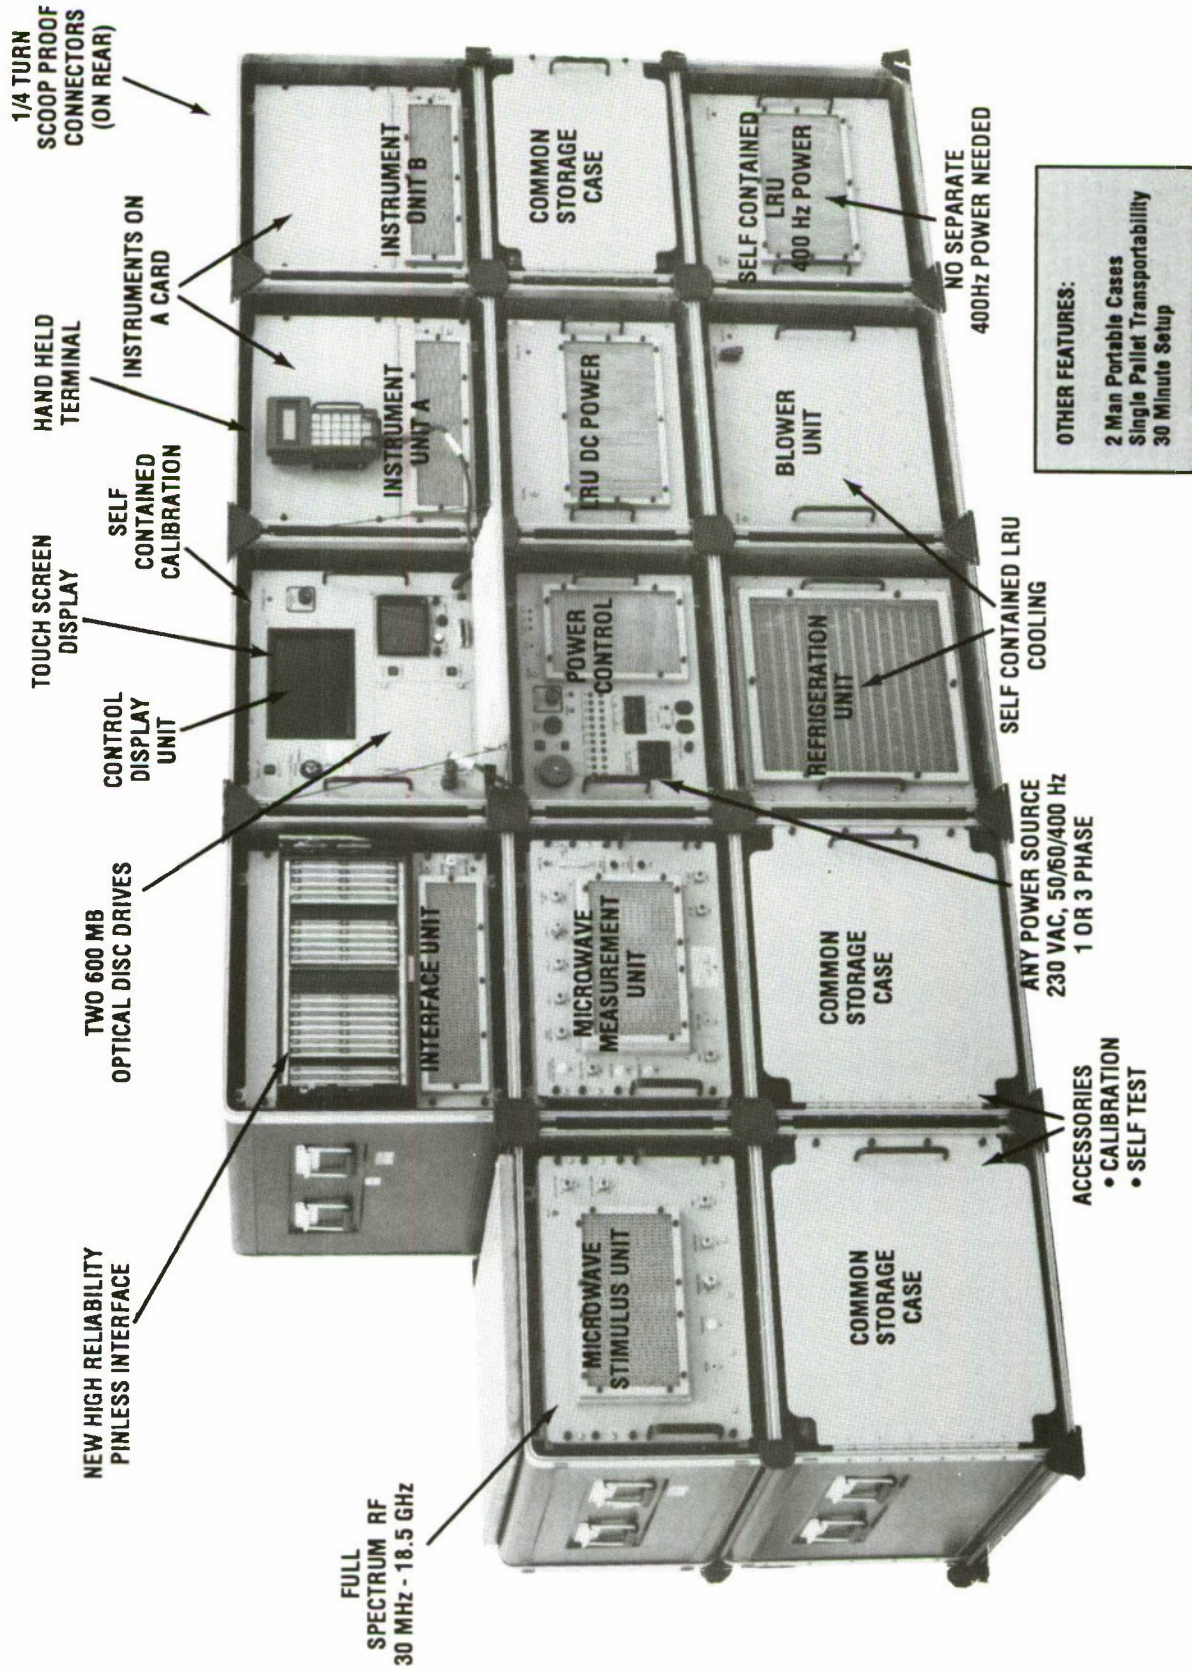 NEW HIGH RELIABILITY
PINLESS INTERFACE
TWO 600 MB
OPTICAL DISC DRIVES
CONTROL
DISPLAY
UNIT
TOUCH SCREEN
DISPLAY
SELF
CONTAINED
CALIBRATION
HAND HELD
TERMINAL
INSTRUMENTS ON
A CARD
1/4 TURN
SCOOP PROOF
CONNECTORS
(ON REAR)
FULL
SPECTRUM RF
30 MHz - 18.5 GHz
INTERFACE UNIT
INSTRUMENT
UNIT A
INSTRUMENT
UNIT B
MICROWAVE
STIMULUS UNIT
MICROWAVE
MEASUREMENT
UNIT
POWER
CONTROL
LRU DC POWER
COMMON
STORAGE
CASE
COMMON
STORAGE
CASE
COMMON
STORAGE
CASE
REFRIGERATION
UNIT
BLOWER
UNIT
SELF CONTAINED
LRU
400 Hz POWER
ACCESSORIES
• CALIBRATION
• SELF TEST
ANY POWER SOURCE
230 VAC, 50/60/400 Hz
1 OR 3 PHASE
SELF CONTAINED LRU
COOLING
NO SEPARATE
400Hz POWER NEEDED
OTHER FEATURES:
2 Man Portable Cases
Single Pallet Transportability
30 Minute Setup